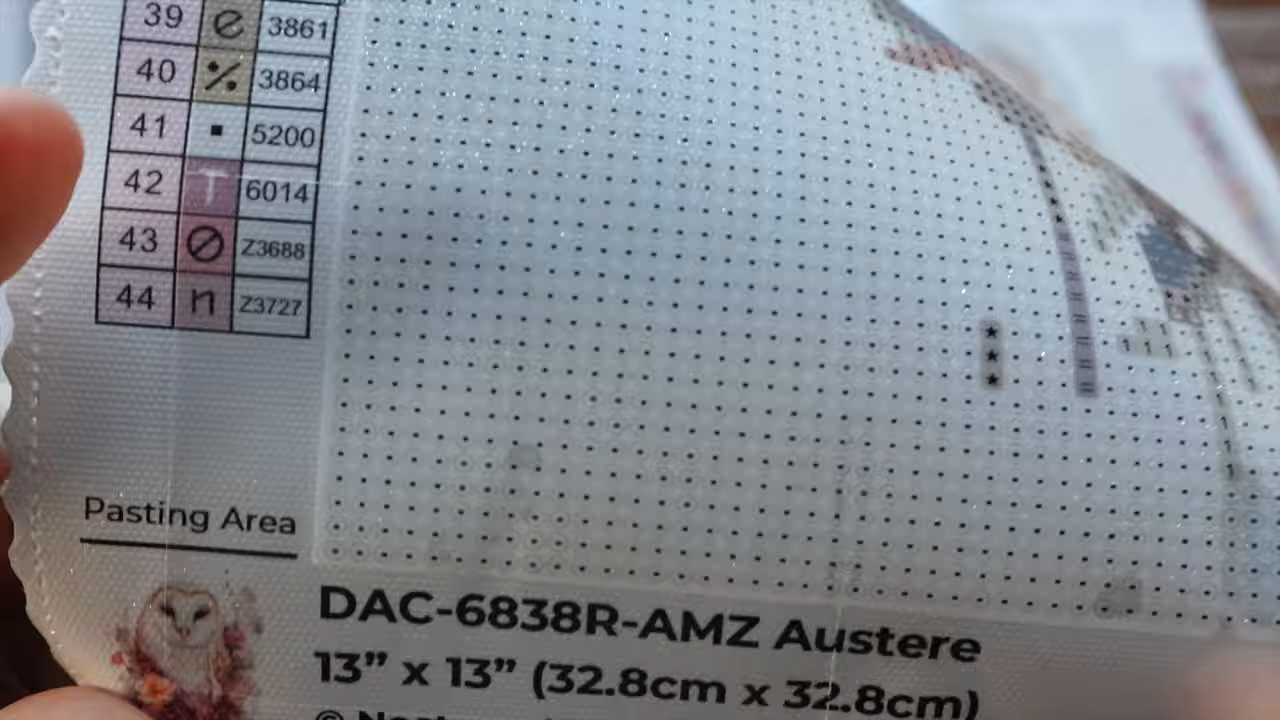 39 e 3861
40 ٪ 3864
41 ▪ 5200
42 T 6014
43 ⊘ Z3688
44 n Z3727
Pasting Area
DAC-6838R-AMZ Austere
13” x 13” (32.8cm x 32.8cm)
©